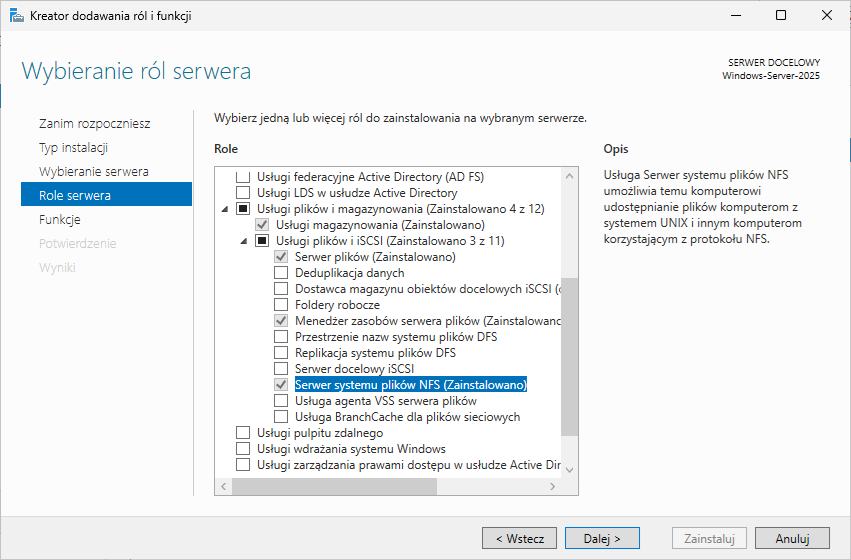 Kreator dodawania ról i funkcji
Wybieranie ról serwera
SERWER DOCELOWY
Windows-Server-2025
Zanim rozpoczniesz
Typ instalacji
Wybieranie serwera
Role serwera
Funkcje
Potwierdzenie
Wyniki
Wybierz jedną lub więcej ról do zainstalowania na wybranym serwerze.
Role
Usługi federacyjne Active Directory (AD FS)
Usługi LDS w usłudze Active Directory
Usługi plików i magazynowania (Zainstalowano 4 z 12)
Usługi magazynowania (Zainstalowano)
Usługi plików i iSCSI (Zainstalowano 3 z 11)
Serwer plików (Zainstalowano)
Deduplikacja danych
Dostawca magazynu obiektów docelowych iSCSI (
Foldery robocze
Menedżer zasobów serwera plików (Zainstalowano
Przestrzenie nazw systemu plików DFS
Replikacja systemu plików DFS
Serwer docelowy iSCSI
Serwer systemu plików NFS (Zainstalowano)
Usługa agenta VSS serwera plików
Usługa BranchCache dla plików sieciowych
Usługi pulpitu zdalnego
Usługi wdrażania systemu Windows
Usługi zarządzania prawami dostępu w usłudze Active Dir
Opis
Usługa Serwer systemu plików NFS
umożliwia temu komputerowi
udostępnianie plików komputerom z
systemem UNIX i innym komputerom
korzystającym z protokołu NFS.
< Wstecz
Dalej >
Zainstaluj
Anuluj